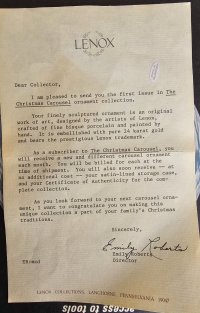 LENOX
Dear Collector,
I am pleased to send you the first issue in The
Christmas Carousel ornament collection.
Your finely sculptured ornament is an original
work of art, designed by the artists of Lenox,
crafted of fine bisque porcelain and painted by
hand. It is embellished with pure 24 karat gold
and bears the prestigious Lenox trademark.
As a subscriber to The Christmas Carousel, you
will receive a new and different carousel ornament
each month. You will be billed for each at the
time of shipment. You will also soon receive -- at
no additional cost -- your satin-lined storage case,
and your Certificate of Authenticity for the com-
plete collection.
As you look forward to your next carousel orna-
ment, I want to congratulate you on making this
unique collection a part of your family's Christmas
traditions.
Sincerely,
Emily Roberts
Emily Roberts
Director
LENOX COLLECTIONS, LANGHORNE, PENNSYLVANIA 19047
access to tools